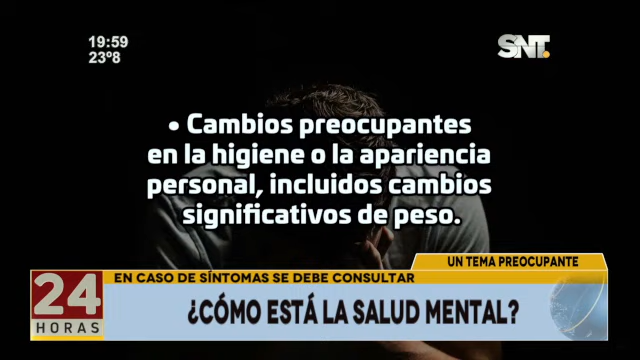 19:59
23°8
SNT.
• Cambios preocupantes
en la higiene o la apariencia
personal, incluidos cambios
significativos de peso.
UN TEMA PREOCUPANTE
EN CASO DE SÍNTOMAS SE DEBE CONSULTAR
24
HORAS
¿CÓMO ESTÁ LA SALUD MENTAL?